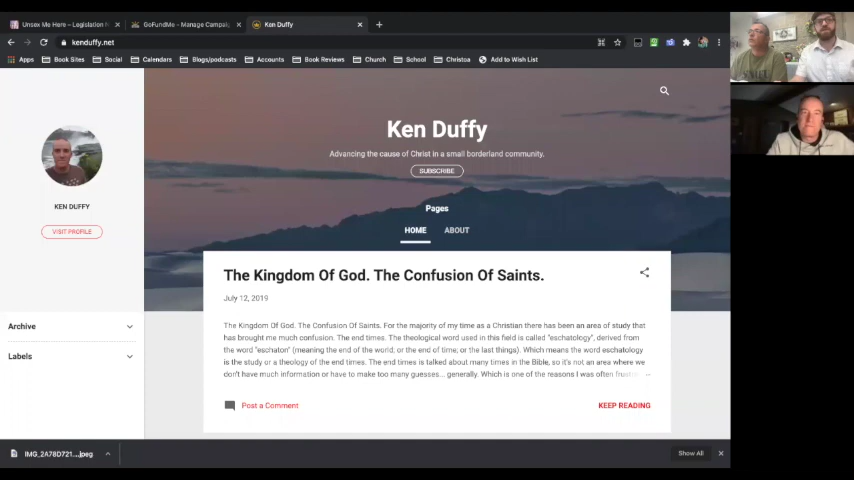 Unsex Me Here – Legislation
GoFundMe - Manage Campaig
Ken Duffy
kenduffy.net
Apps
Book Sites
Social
Calendars
Blogs/podcasts
Accounts
Book Reviews
Church
School
Christoa
Add to Wish List
Ken Duffy
Advancing the cause of Christ in a small borderland community.
SUBSCRIBE
Pages
HOME
ABOUT
KEN DUFFY
VISIT PROFILE
Archive
Labels
The Kingdom Of God. The Confusion Of Saints.
July 12, 2019
The Kingdom Of God. The Confusion Of Saints. For the majority of my time as a Christian there has been an area of study that
has brought me much confusion. The end times. The theological word used in this field is called "eschatology", derived from
the word "eschaton" (meaning the end of the world; or the end of time; or the last things). Which means the word eschatology
is the study or a theology of the end times. The end times is talked about many times in the Bible, so it's not an area where we
don't have much information or have to make too many guesses... generally. Which is one of the reasons I was often
Post a Comment
KEEP READING
IMG_2A78D721....jpeg
Show All